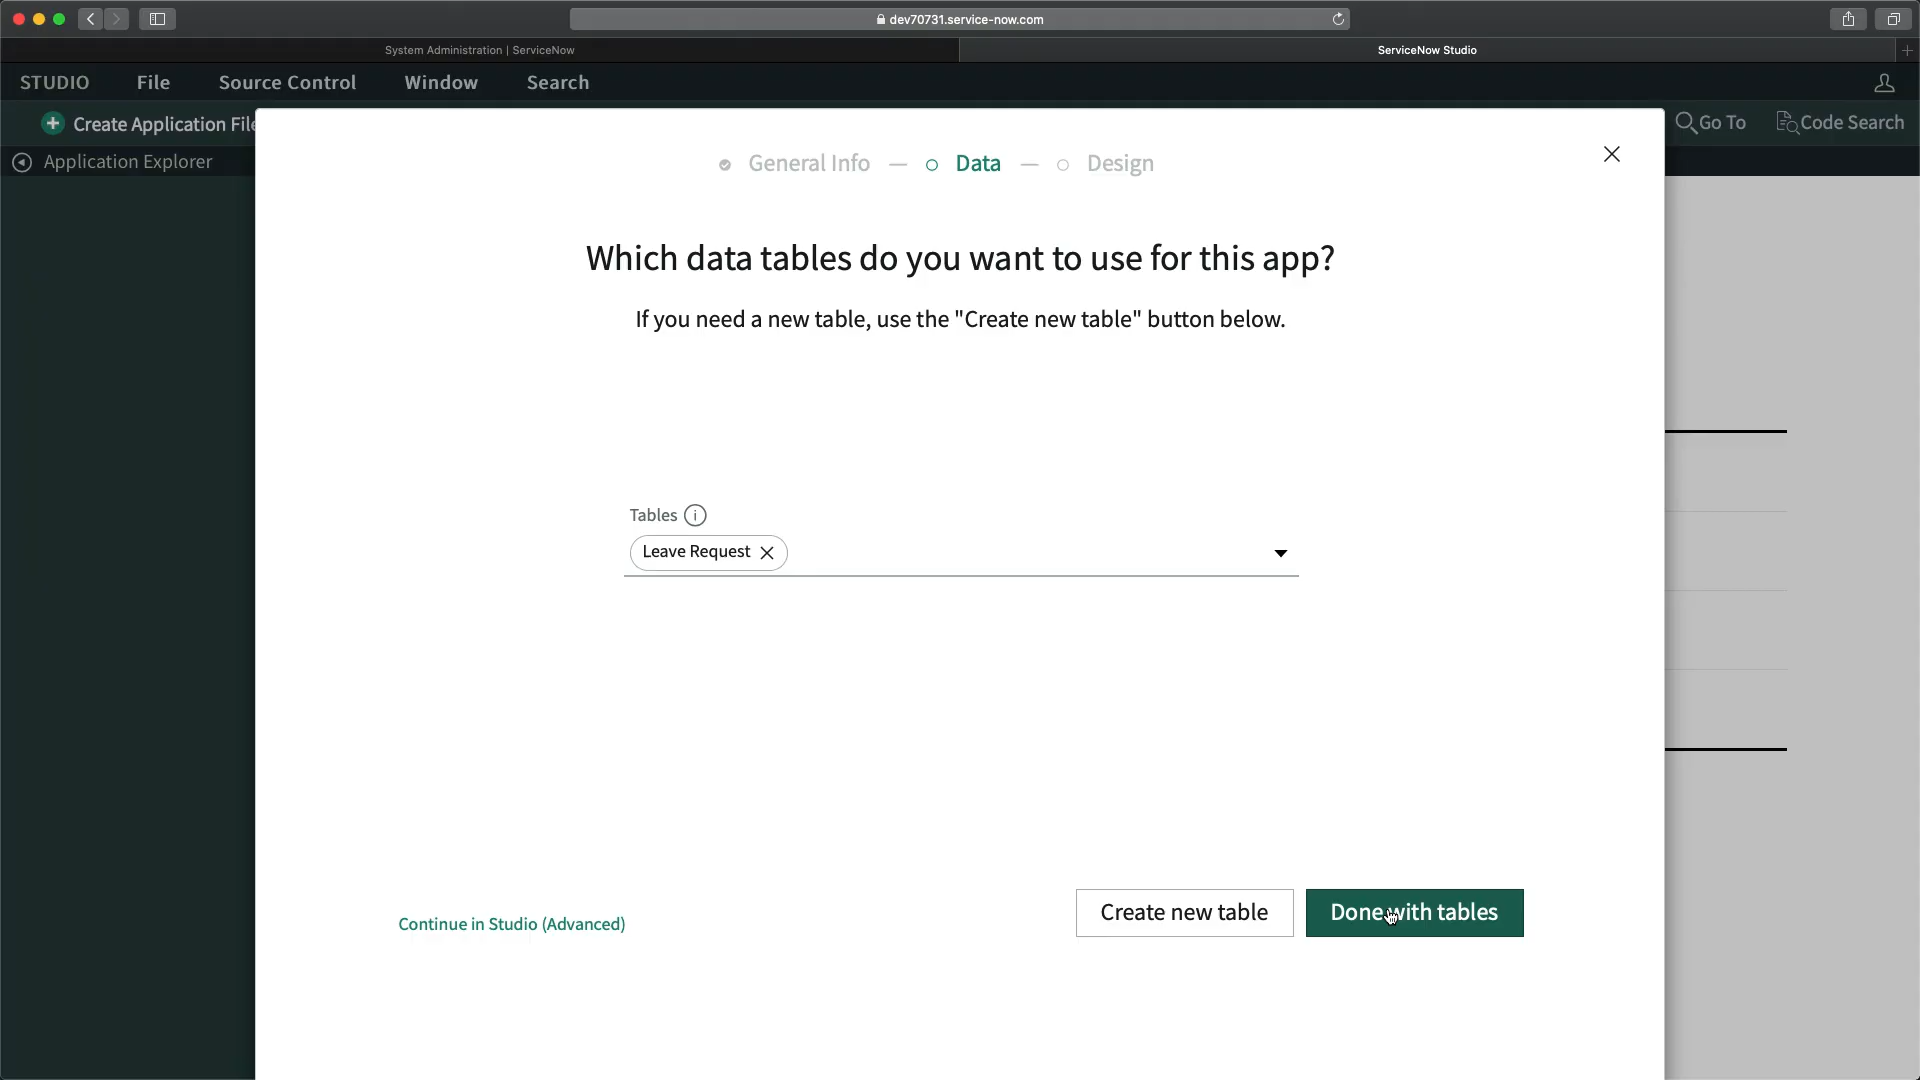 dev70731.service-now.com
System Administration | ServiceNow
ServiceNow Studio
STUDIO File Source Control Window Search
Create Application File
Go To
Code Search
Application Explorer
General Info — Data — Design
Which data tables do you want to use for this app?
If you need a new table, use the "Create new table" button below.
Tables
Leave Request
Continue in Studio (Advanced)
Create new table
Done with tables